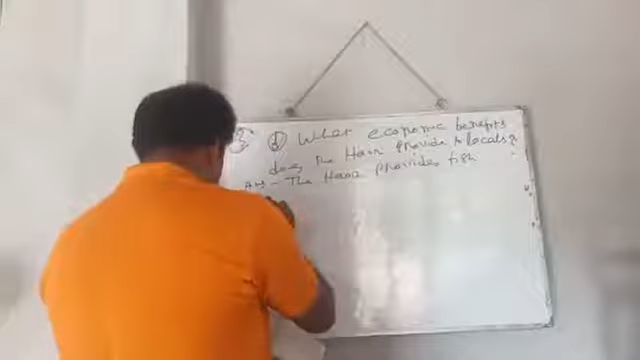 (d) What economic benefits
does the Haor Provide to locals?
Ans - The Haor Provides fish